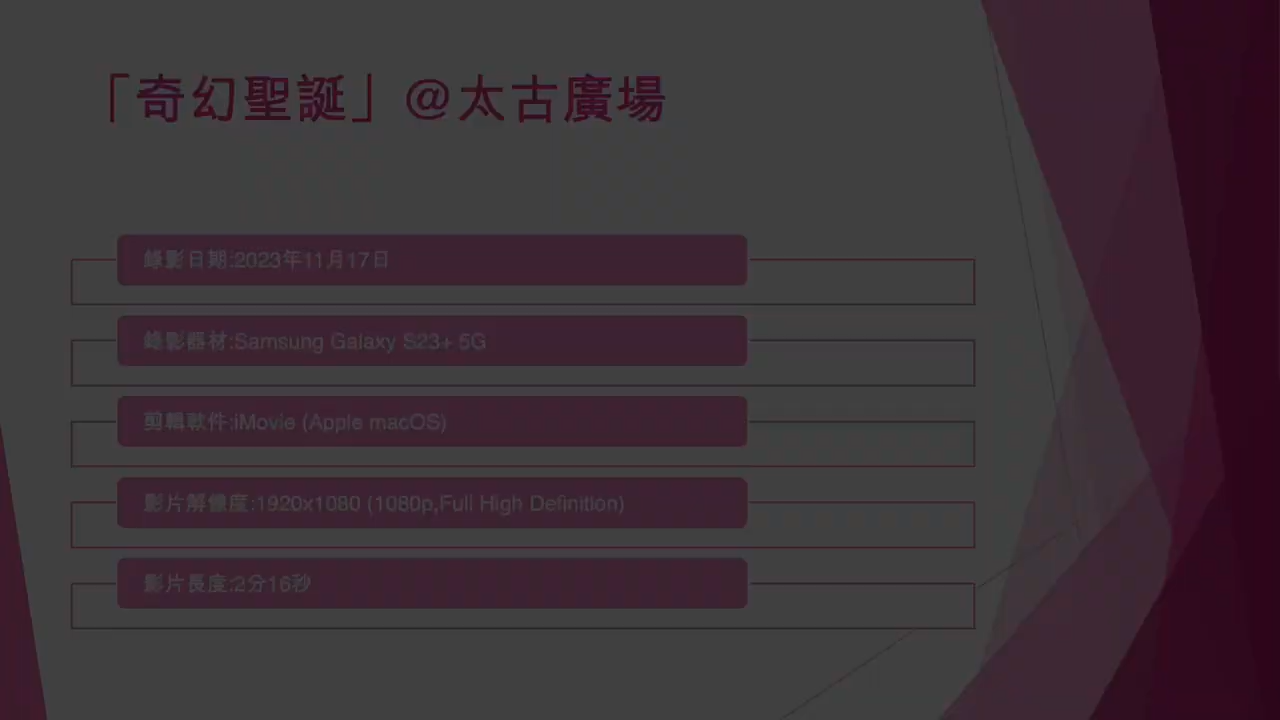 「奇幻聖誕」@太古廣場
錄影日期:2023年11月17日
錄影器材:Samsung Galaxy S23+ 5G
剪輯軟件:iMovie (Apple macOS)
影片解像度:1920x1080 (1080p,Full High Definition)
影片長度:2分16秒